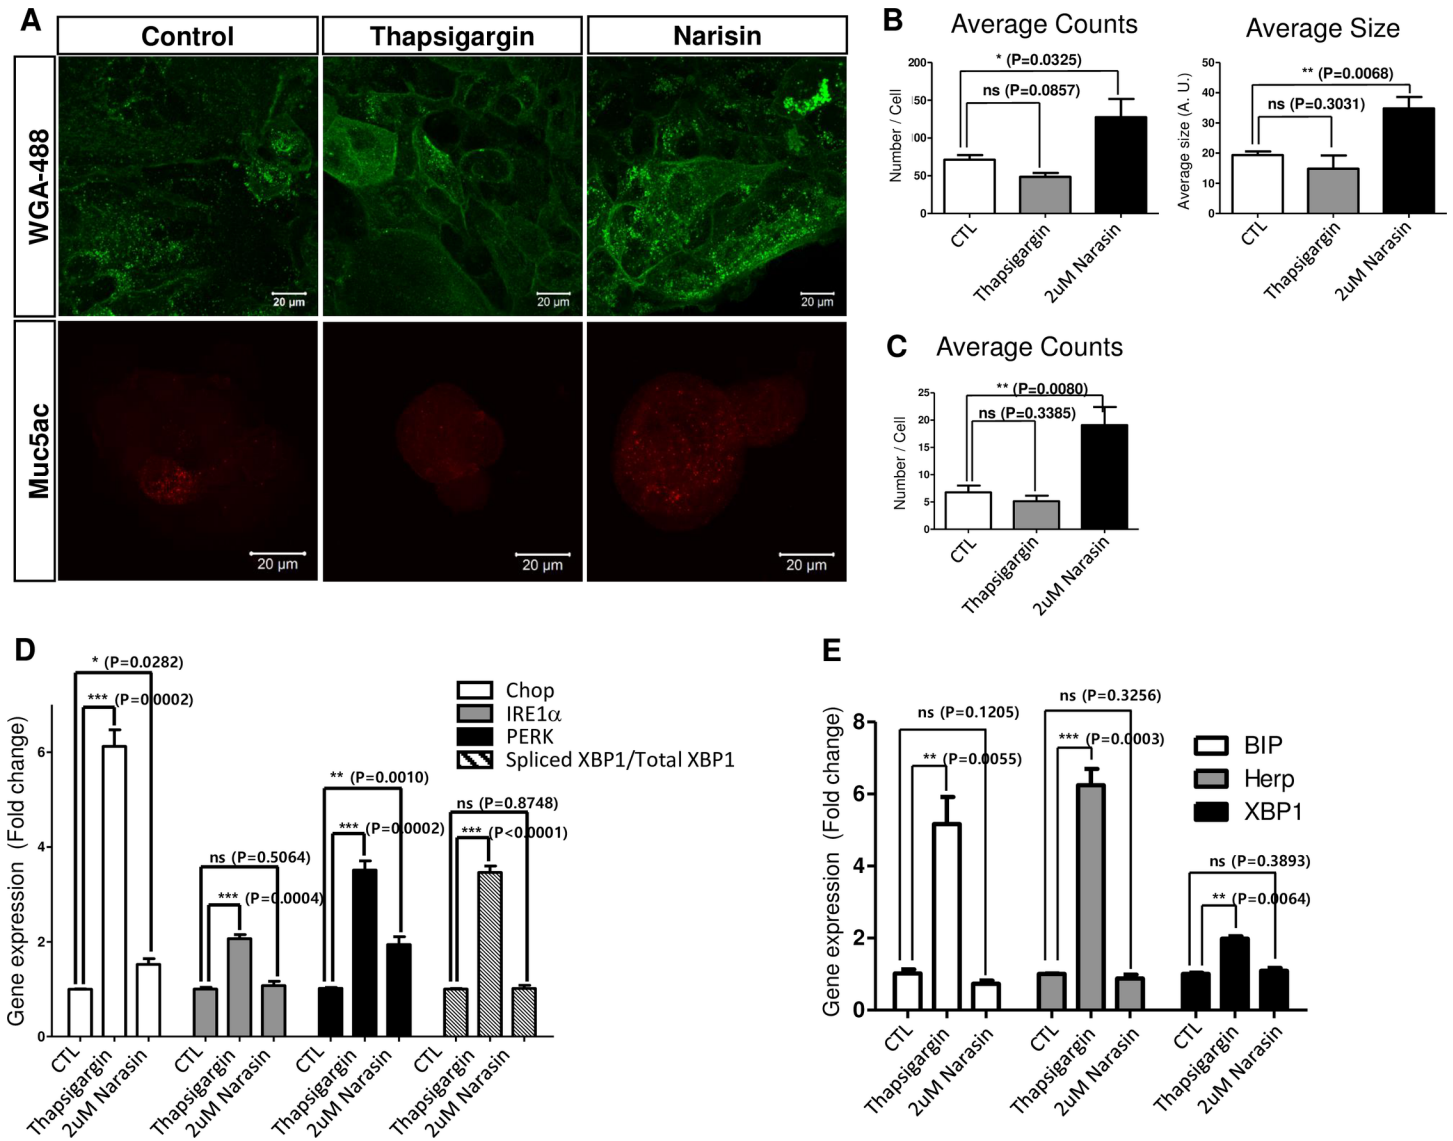 A
Control
Thapsigargin
Narisin
WGA-488
20 µm
20 µm
20 µm
Muc5ac
20 µm
20 µm
20 µm
B
Average Counts
Number / Cell
200
150
100
50
0
* (P=0.0325)
ns (P=0.0857)
CTL
Thapsigargin
2uM Narasin
Average Size
Average size (A. U.)
50
40
30
20
10
0
** (P=0.0068)
ns (P=0.3031)
CTL
Thapsigargin
2uM Narasin
C
Average Counts
Number / Cell
25
20
15
10
5
0
** (P=0.0080)
ns (P=0.3385)
CTL
Thapsigargin
2uM Narasin
D
Gene expression (Fold change)
6
4
2
0
* (P=0.0282)
*** (P=0.0002)
ns (P=0.5064)
*** (P=0.0004)
** (P=0.0010)
*** (P=0.0002)
ns (P=0.8748)
*** (P<0.0001)
Chop
IRE1α
PERK
Spliced XBP1/Total XBP1
CTL
Thapsigargin
2uM Narasin
CTL
Thapsigargin
2uM Narasin
CTL
Thapsigargin
2uM Narasin
CTL
Thapsigargin
2uM Narasin
E
Gene expression (Fold change)
8
6
4
2
0
ns (P=0.1205)
** (P=0.0055)
ns (P=0.3256)
*** (P=0.0003)
ns (P=0.3893)
** (P=0.0064)
BIP
Herp
XBP1
CTL
Thapsigargin
2uM Narasin
CTL
Thapsigargin
2uM Narasin
CTL
Thapsigargin
2uM Narasin